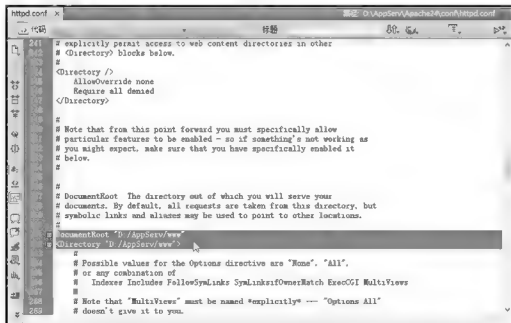 httpd.conf ×
路径: D:\AppServ\Apache24\conf\httpd.conf
代码
标题
241 # explicitly permit access to web content directories in other
# <Directory> blocks below.
#
<Directory />
AllowOverride none
Require all denied
</Directory>
#
# Note that from this point forward you must specifically allow
# particular features to be enabled - so if something's not working as
# you might expect, make sure that you have specifically enabled it
# below.
#
#
# DocumentRoot The directory out of which you will serve your
# documents. By default, all requests are taken from this directory, but
# symbolic links and aliases may be used to point to other locations.
#
DocumentRoot "D:/AppServ/www"
<Directory "D:/AppServ/www">
#
# Possible values for the Options directive are "None", "All",
# or any combination of
# Indexes Includes FollowSymLinks SymLinksifOwnerMatch ExecCGI MultiViews
#
268 # Note that "MultiViews" must be named *explicitly* --- "Options All"
269 # doesn't give it to you.